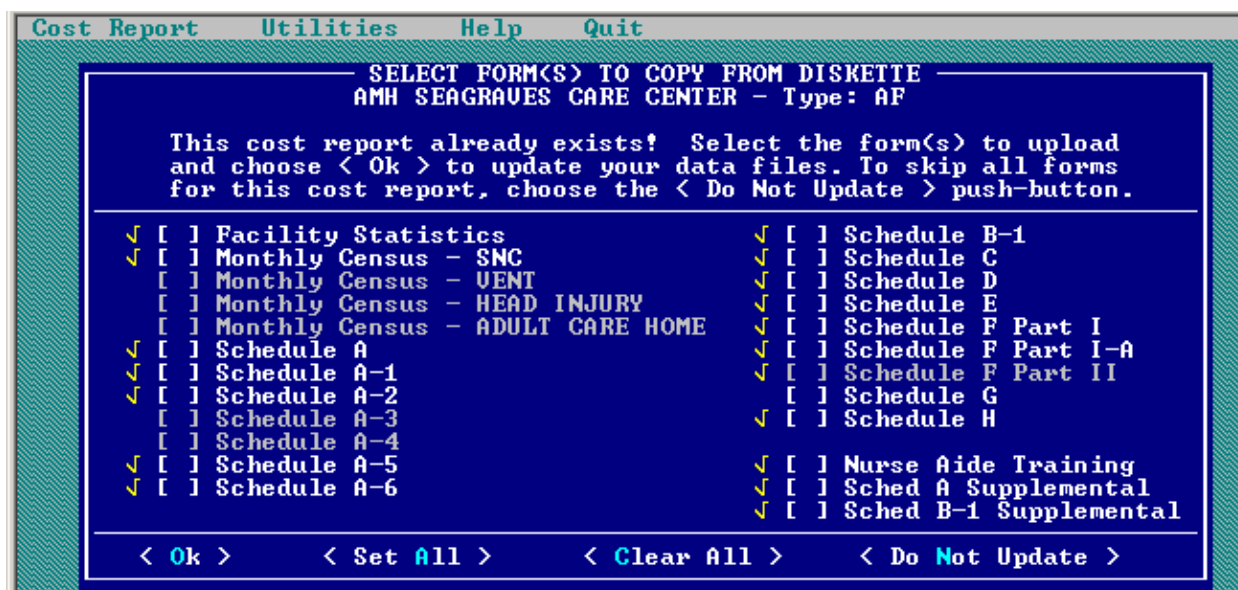 Cost Report Utilities Help Quit
SELECT FORM(S) TO COPY FROM DISKETTE
AMH SEAGRAVES CARE CENTER - Type: AF
This cost report already exists! Select the form(s) to upload
and choose < Ok > to update your data files. To skip all forms
for this cost report, choose the < Do Not Update > push-button.
√ [ ] Facility Statistics
√ [ ] Monthly Census - SNC
[ ] Monthly Census - VENT
[ ] Monthly Census - HEAD INJURY
[ ] Monthly Census - ADULT CARE HOME
√ [ ] Schedule A
√ [ ] Schedule A-1
√ [ ] Schedule A-2
[ ] Schedule A-3
[ ] Schedule A-4
√ [ ] Schedule A-5
√ [ ] Schedule A-6
√ [ ] Schedule B-1
√ [ ] Schedule C
√ [ ] Schedule D
√ [ ] Schedule E
√ [ ] Schedule F Part I
√ [ ] Schedule F Part I-A
√ [ ] Schedule F Part II
[ ] Schedule G
√ [ ] Schedule H
√ [ ] Nurse Aide Training
√ [ ] Sched A Supplemental
√ [ ] Sched B-1 Supplemental
< Ok > < Set All > < Clear All > < Do Not Update >